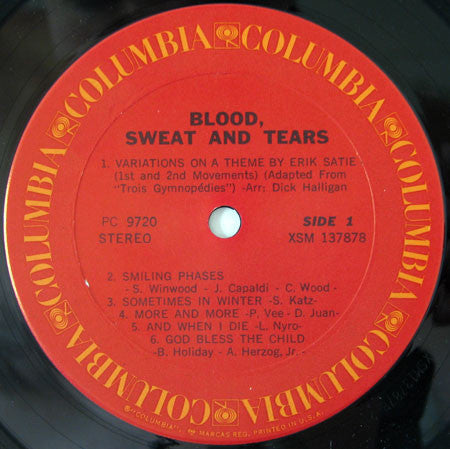 COLUMBIA COLUMBIA COLUMBIA COLUMBIA COLUMBIA COLUMBIA
BLOOD,
SWEAT AND TEARS
1. VARIATIONS ON A THEME BY ERIK SATIE
(1st and 2nd Movements) (Adapted From
"Trois Gymnopédies") -Arr: Dick Halligan
PC 9720 SIDE 1
STEREO XSM 137878
2. SMILING PHASES
- S. Winwood - J. Capaldi - C. Wood -
3. SOMETIMES IN WINTER -S. Katz-
4. MORE AND MORE -P. Vee - D. Juan-
5. AND WHEN I DIE -L. Nyro-
6. GOD BLESS THE CHILD
-B. Holiday - A. Herzog, Jr.-
® "COLUMBIA", MARCAS REG. PRINTED IN U.S.A.